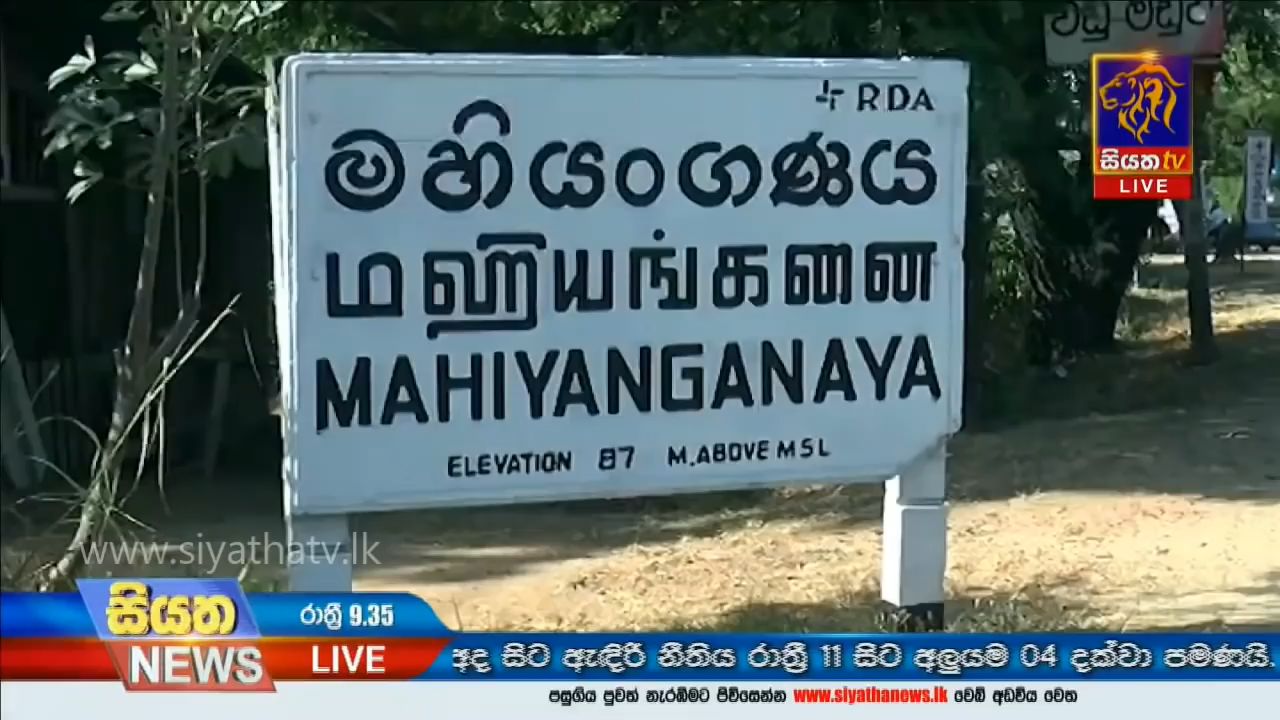 වඩු මඩුව
RDA
මහියංගණය
மஹியங்கனை
MAHIYANGANAYA
ELEVATION 87 M.ABOVE MSL
සියත tv
LIVE
www.siyathatv.lk
සියත
NEWS
රාත්‍රී 9.35
LIVE
අද සිට ඇඳිරි නීතිය රාත්‍රී 11 සිට අලුයම 04 දක්වා පමණයි.
පසුගිය පුවත් නැරඹීමට පිවිසෙන්න www.siyathanews.lk වෙබ් අඩවිය වෙත